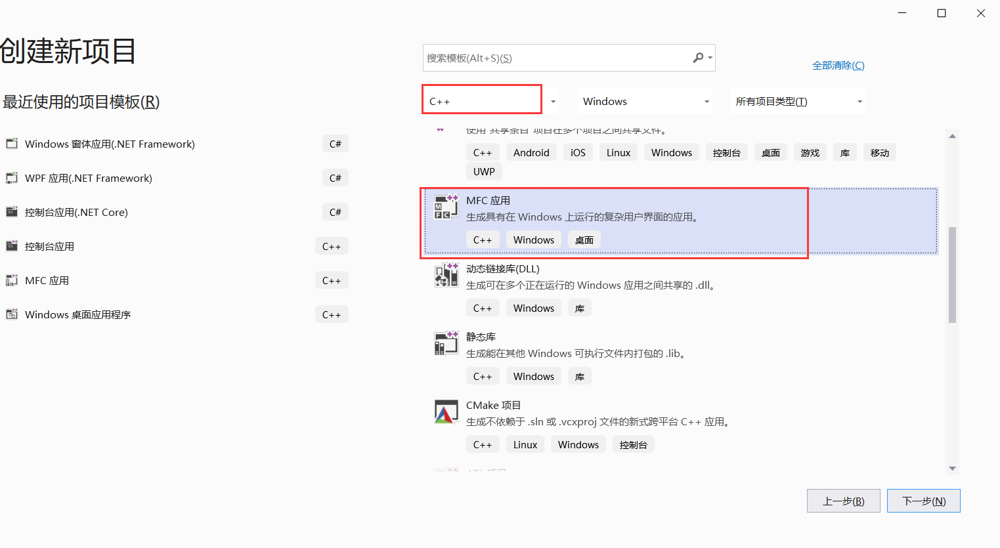 创建新项目
最近使用的项目模板(R)
Windows 窗体应用(.NET Framework)
C#
WPF 应用(.NET Framework)
C#
控制台应用(.NET Core)
C#
控制台应用
C++
MFC 应用
C++
Windows 桌面应用程序
C++
搜索模板(Alt+S)(S)
全部清除(C)
C++
Windows
所有项目类型(T)
使用"共享条目"项目在多个项目之间共享文件。
C++ Android iOS Linux Windows 控制台 桌面 游戏 库 移动
UWP
MFC 应用
生成具有在 Windows 上运行的复杂用户界面的应用。
C++ Windows 桌面
动态链接库(DLL)
生成可在多个正在运行的 Windows 应用之间共享的 .dll。
C++ Windows 库
静态库
生成能在其他 Windows 可执行文件内打包的 .lib。
C++ Windows 库
CMake 项目
生成不依赖于 .sln 或 .vcxproj 文件的新式跨平台 C++ 应用。
C++ Linux Windows 控制台
上一步(B)
下一步(N)